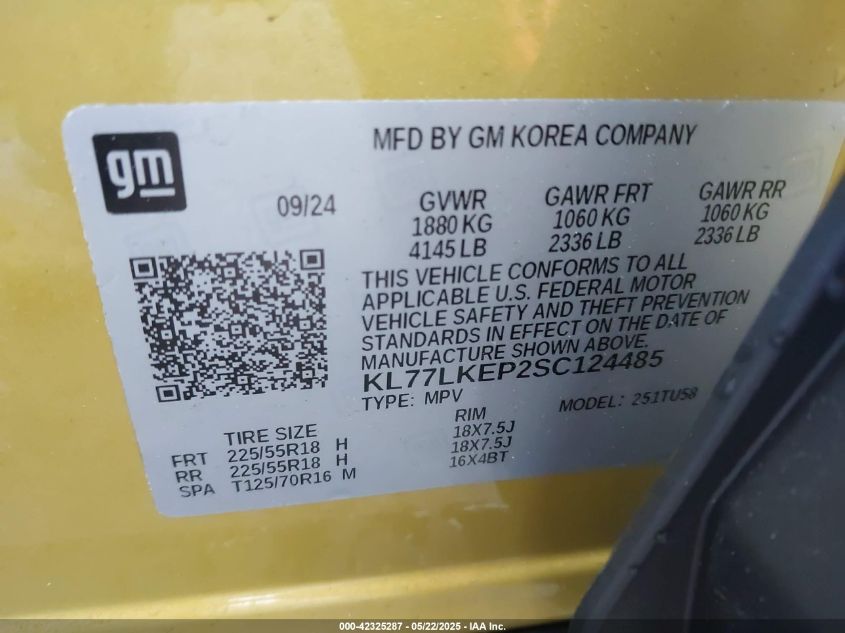 gm
MFD BY GM KOREA COMPANY
09/24
GVWR
1880 KG
4145 LB
GAWR FRT
1060 KG
2336 LB
GAWR RR
1060 KG
2336 LB
THIS VEHICLE CONFORMS TO ALL
APPLICABLE U.S. FEDERAL MOTOR
VEHICLE SAFETY AND THEFT PREVENTION
STANDARDS IN EFFECT ON THE DATE OF
MANUFACTURE SHOWN ABOVE.
KL77LKEP2SC124485
TYPE: MPV MODEL: 251TU58
TIRE SIZE RIM
FRT 225/55R18 H 18X7.5J
RR 225/55R18 H 18X7.5J
SPA T125/70R16 M 16X4BT
000-42325287 - 05/22/2025 - IAA Inc.